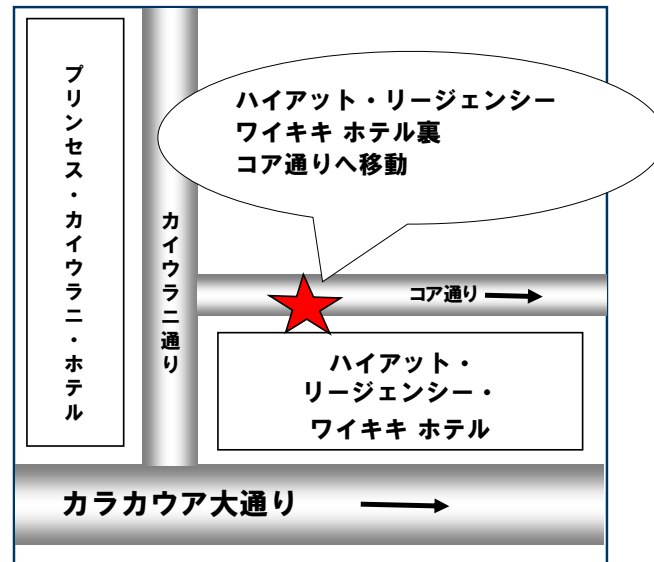 プリンセス・カイウラニ・ホテル
カイウラニ通り
ハイアット・リージェンシー
ワイキキ ホテル裏
コア通りへ移動
コア通り
ハイアット・
リージェンシー・
ワイキキ ホテル
カラカウア大通り